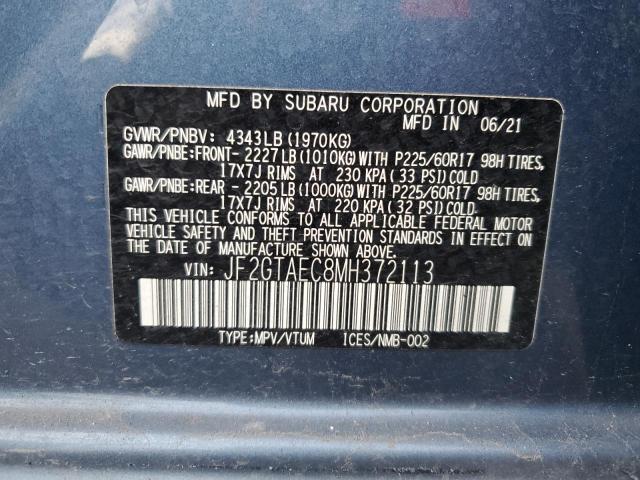 MFD BY SUBARU CORPORATION
MFD IN 06/21
GVWR/PNBV: 4343LB (1970KG)
GAWR/PNBE:FRONT- 2227LB (1010KG) WITH P225/60R17 98H TIRES,
17X7J RIMS AT 230 KPA (33 PSI) COLD
GAWR/PNBE:REAR - 2205LB (1000KG) WITH P225/60R17 98H TIRES,
17X7J RIMS AT 220 KPA (32 PSI) COLD.
THIS VEHICLE CONFORMS TO ALL APPLICABLE FEDERAL MOTOR
VEHICLE SAFETY AND THEFT PREVENTION STANDARDS IN EFFECT ON
THE DATE OF MANUFACTURE SHOWN ABOVE.
VIN: JF2GTAEC8MH372113
TYPE:MPV/VTUM ICES/NMB-002